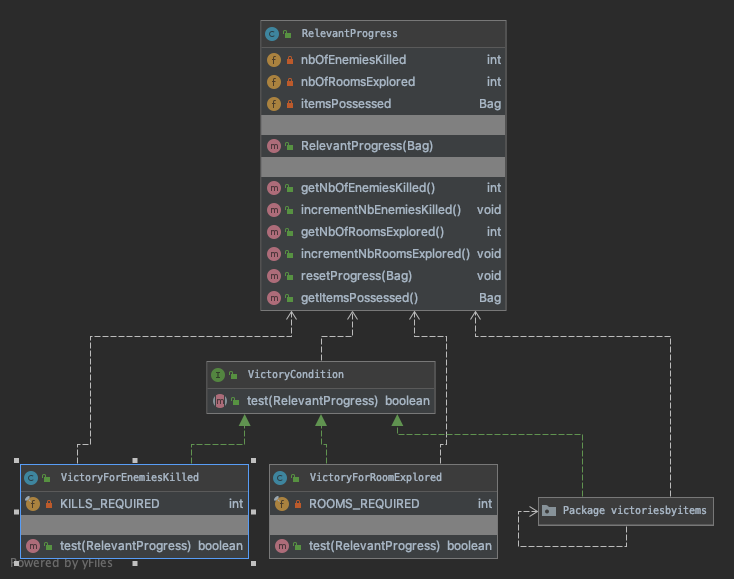 RelevantProgress
nbOfEnemiesKilled int
nbOfRoomsExplored int
itemsPossessed Bag
RelevantProgress(Bag)
getNbOfEnemiesKilled() int
incrementNbEnemiesKilled() void
getNbOfRoomsExplored() int
incrementNbRoomsExplored() void
resetProgress(Bag) void
getItemsPossessed() Bag
VictoryCondition
test(RelevantProgress) boolean
VictoryForEnemiesKilled
KILLS_REQUIRED int
test(RelevantProgress) boolean
VictoryForRoomExplored
ROOMS_REQUIRED int
test(RelevantProgress) boolean
Package victoriesbyitems
Powered by yFiles